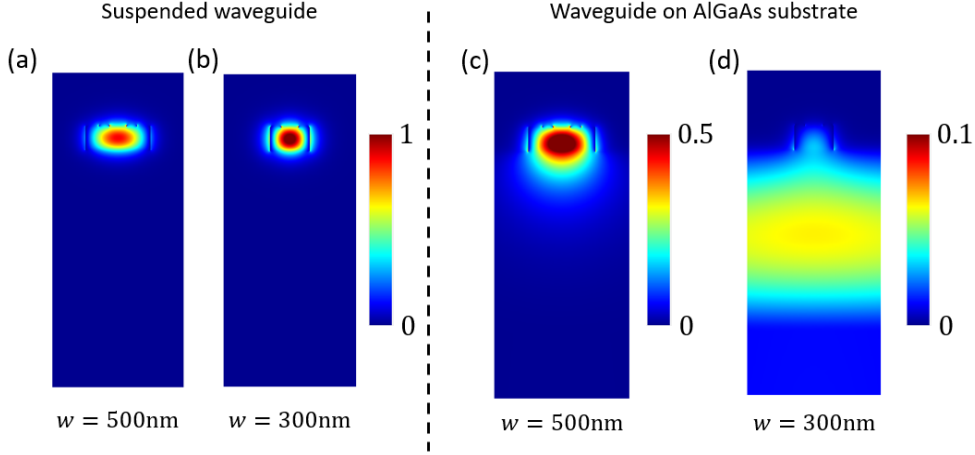 Suspended waveguide
Waveguide on AlGaAs substrate
(a)
(b)
(c)
(d)
1
0
0.5
0
0.1
0
w = 500nm
w = 300nm
w = 500nm
w = 300nm